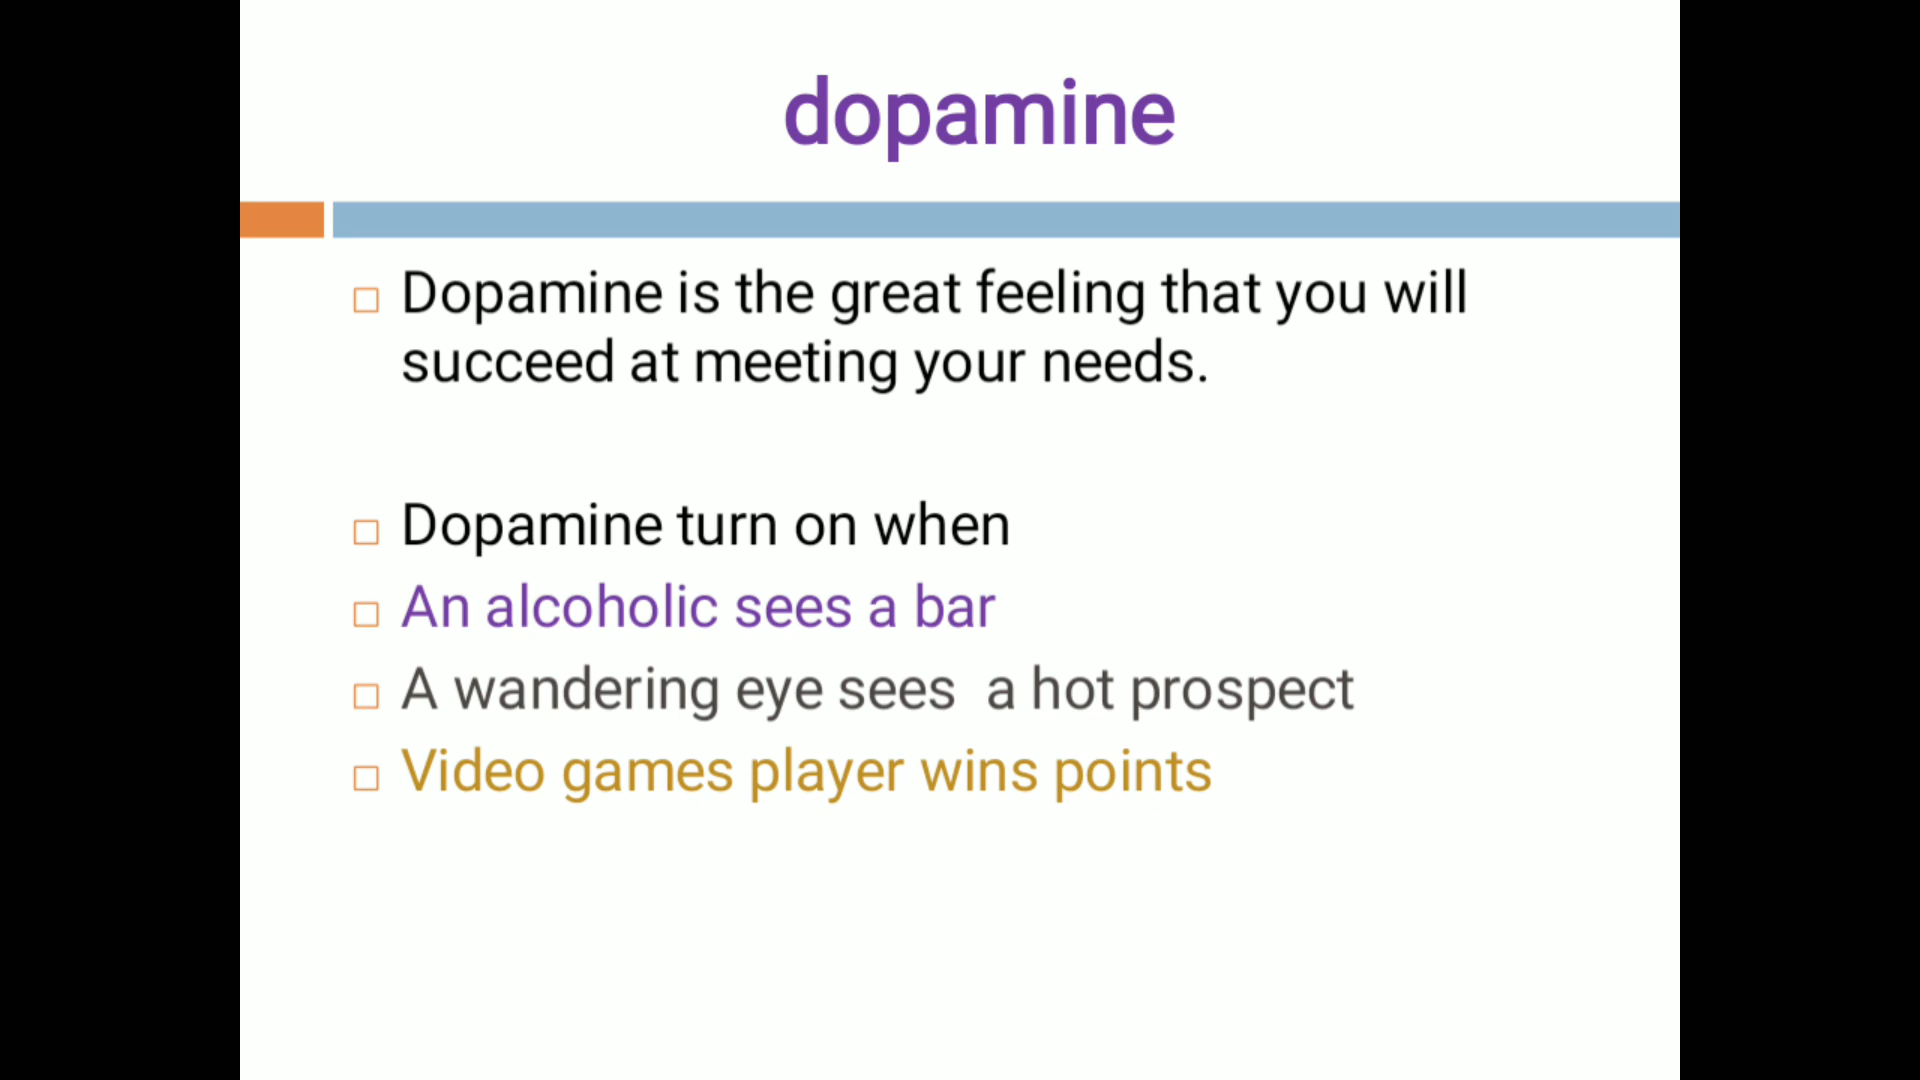 dopamine
Dopamine is the great feeling that you will
succeed at meeting your needs.
Dopamine turn on when
An alcoholic sees a bar
A wandering eye sees  a hot prospect
Video games player wins points